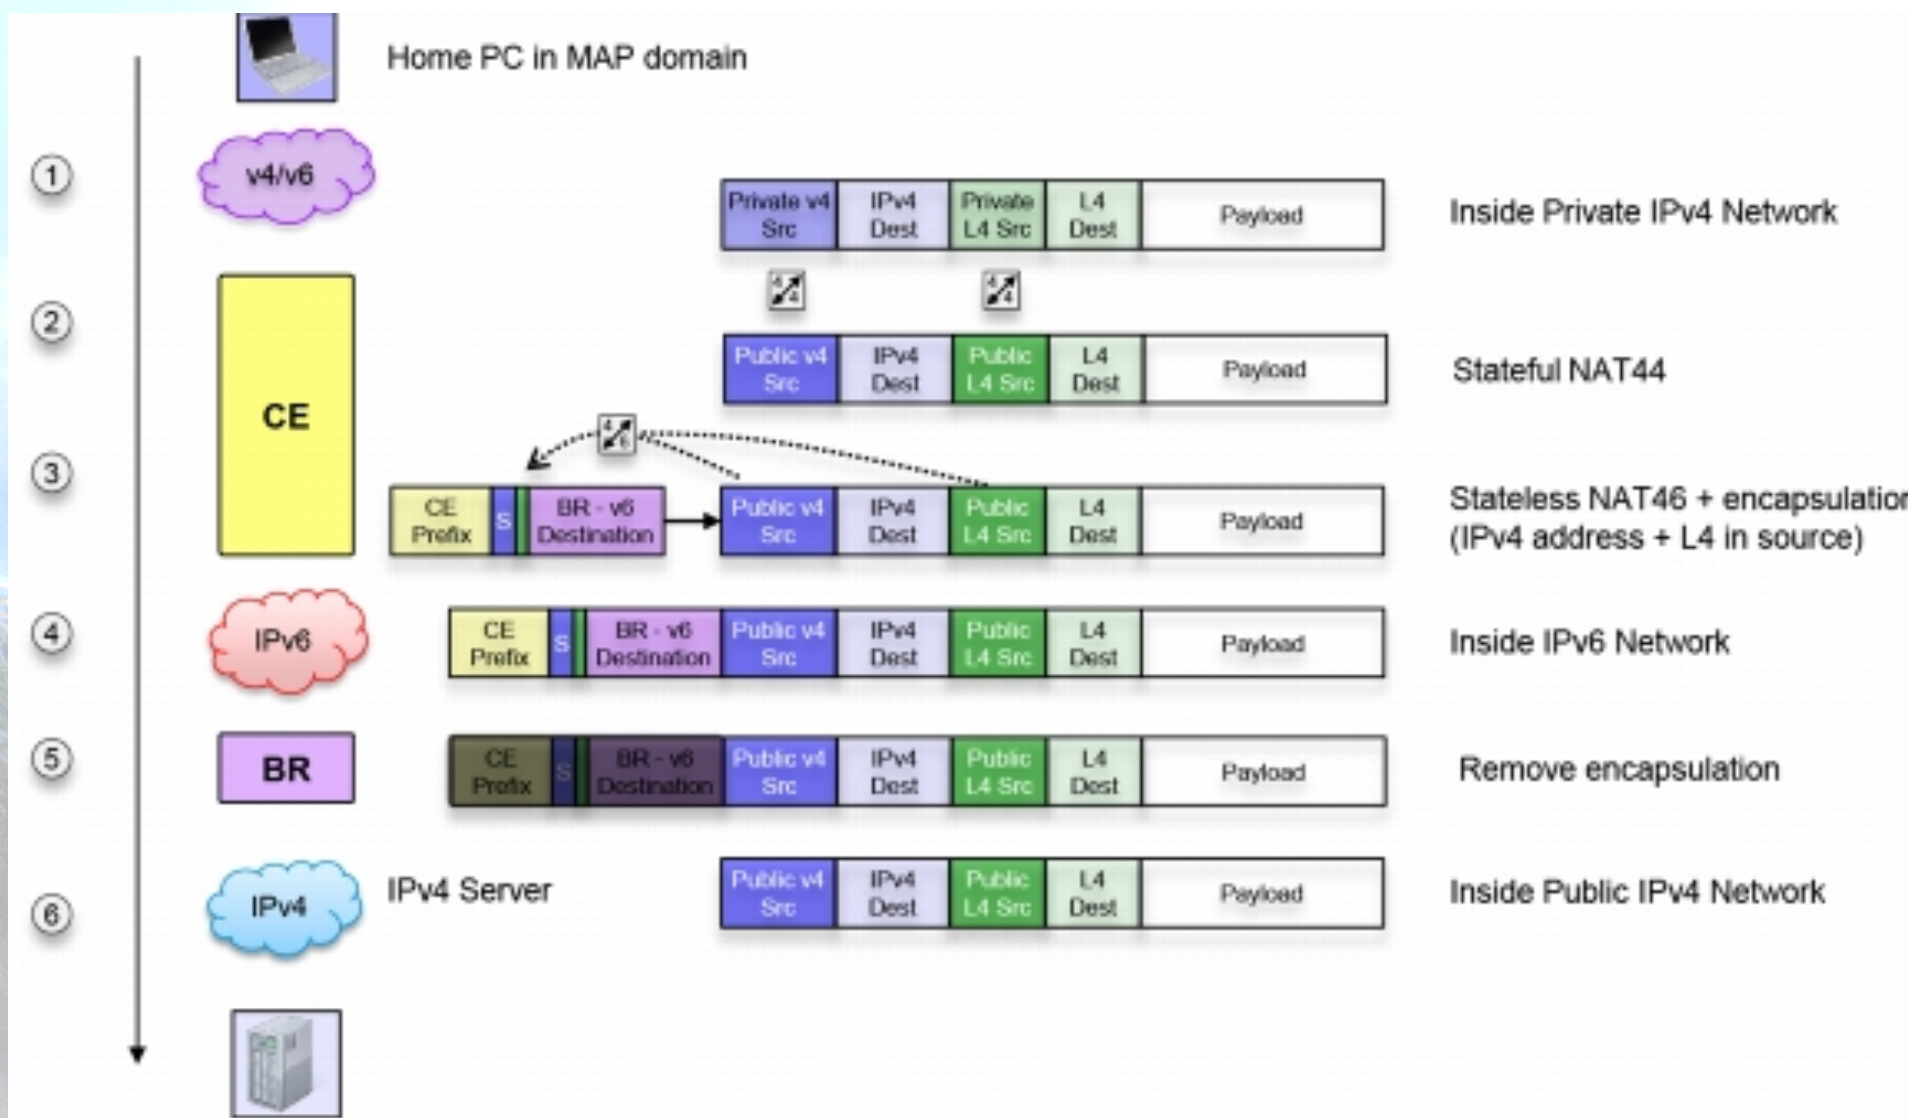 Home PC in MAP domain
1
v4/v6
Private v4 Src
IPv4 Dest
Private L4 Src
L4 Dest
Payload
Inside Private IPv4 Network
4 4
4 4
2
Public v4 Src
IPv4 Dest
Public L4 Src
L4 Dest
Payload
Stateful NAT44
CE
4 6
3
CE Prefix
S
BR - v6 Destination
Public v4 Src
IPv4 Dest
Public L4 Src
L4 Dest
Payload
Stateless NAT46 + encapsulation
(IPv4 address + L4 in source)
4
IPv6
CE Prefix
S
BR - v6 Destination
Public v4 Src
IPv4 Dest
Public L4 Src
L4 Dest
Payload
Inside IPv6 Network
5
BR
CE Prefix
S
BR - v6 Destination
Public v4 Src
IPv4 Dest
Public L4 Src
L4 Dest
Payload
Remove encapsulation
6
IPv4
IPv4 Server
Public v4 Src
IPv4 Dest
Public L4 Src
L4 Dest
Payload
Inside Public IPv4 Network